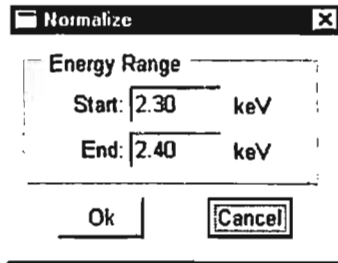 Normalize
Energy Range
Start: 2.30 keV
End: 2.40 keV
Ok Cancel